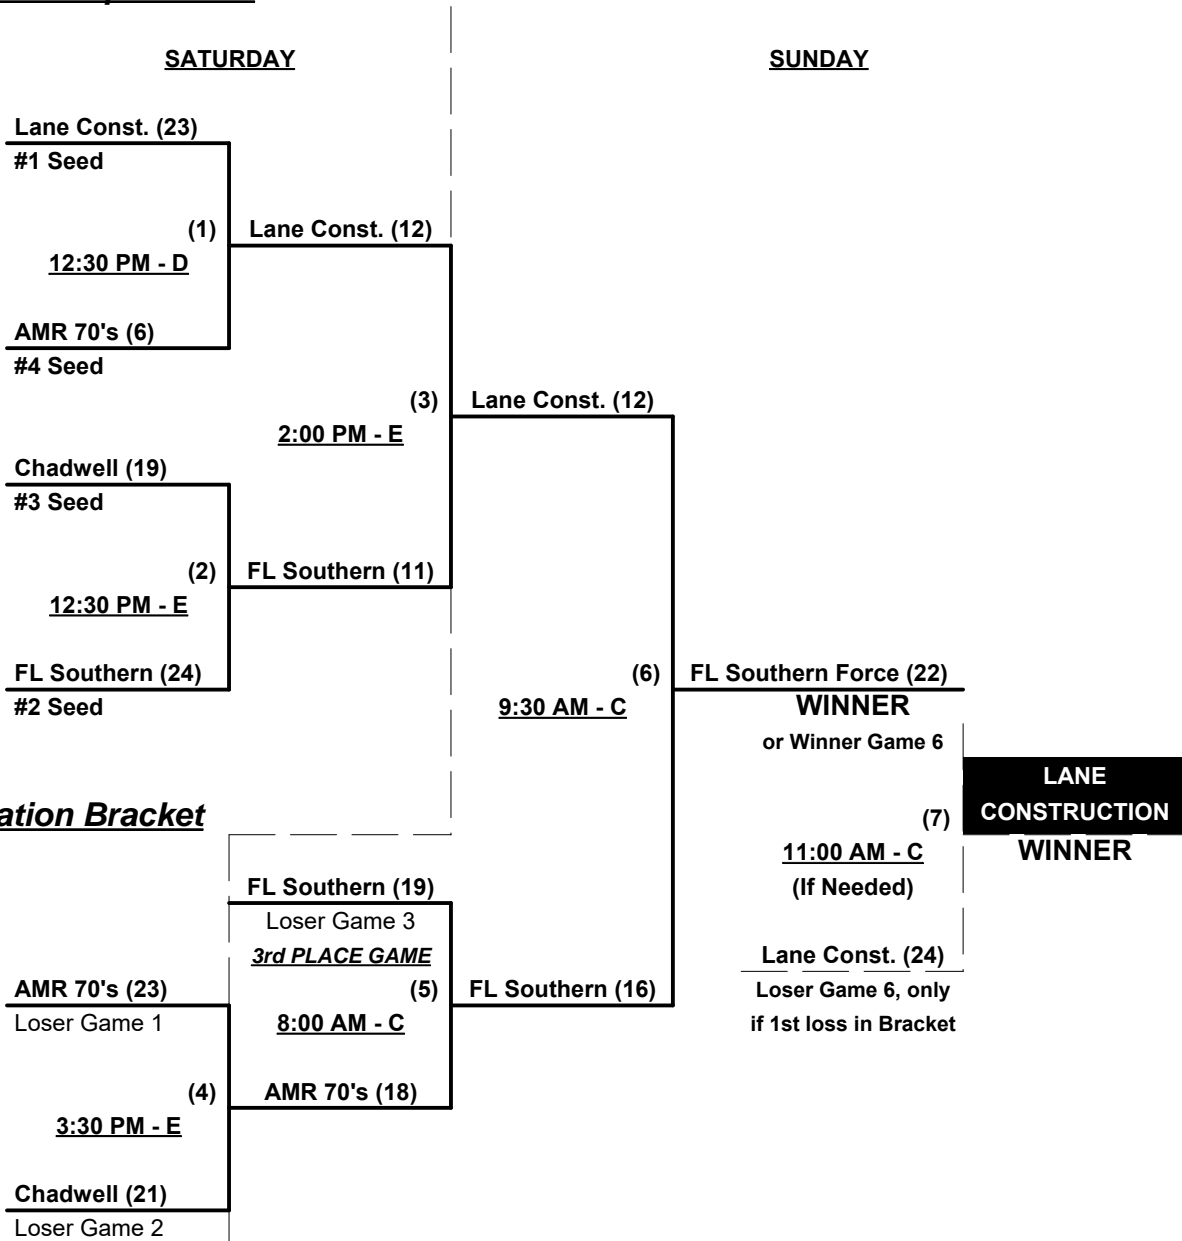 SATURDAY
SUNDAY
Lane Const. (23)
#1 Seed
(1)
Lane Const. (12)
12:30 PM - D
AMR 70's (6)
#4 Seed
(3)
Lane Const. (12)
2:00 PM - E
Chadwell (19)
#3 Seed
(2)
FL Southern (11)
12:30 PM - E
FL Southern (24)
#2 Seed
(6)
FL Southern Force (22)
9:30 AM - C
WINNER
or Winner Game 6
LANE
CONSTRUCTION
WINNER
(7)
11:00 AM - C
(If Needed)
Lane Const. (24)
Loser Game 6, only
if 1st loss in Bracket
ation Bracket
FL Southern (19)
Loser Game 3
3rd PLACE GAME
(5)
FL Southern (16)
8:00 AM - C
AMR 70's (23)
Loser Game 1
(4)
AMR 70's (18)
3:30 PM - E
Chadwell (21)
Loser Game 2